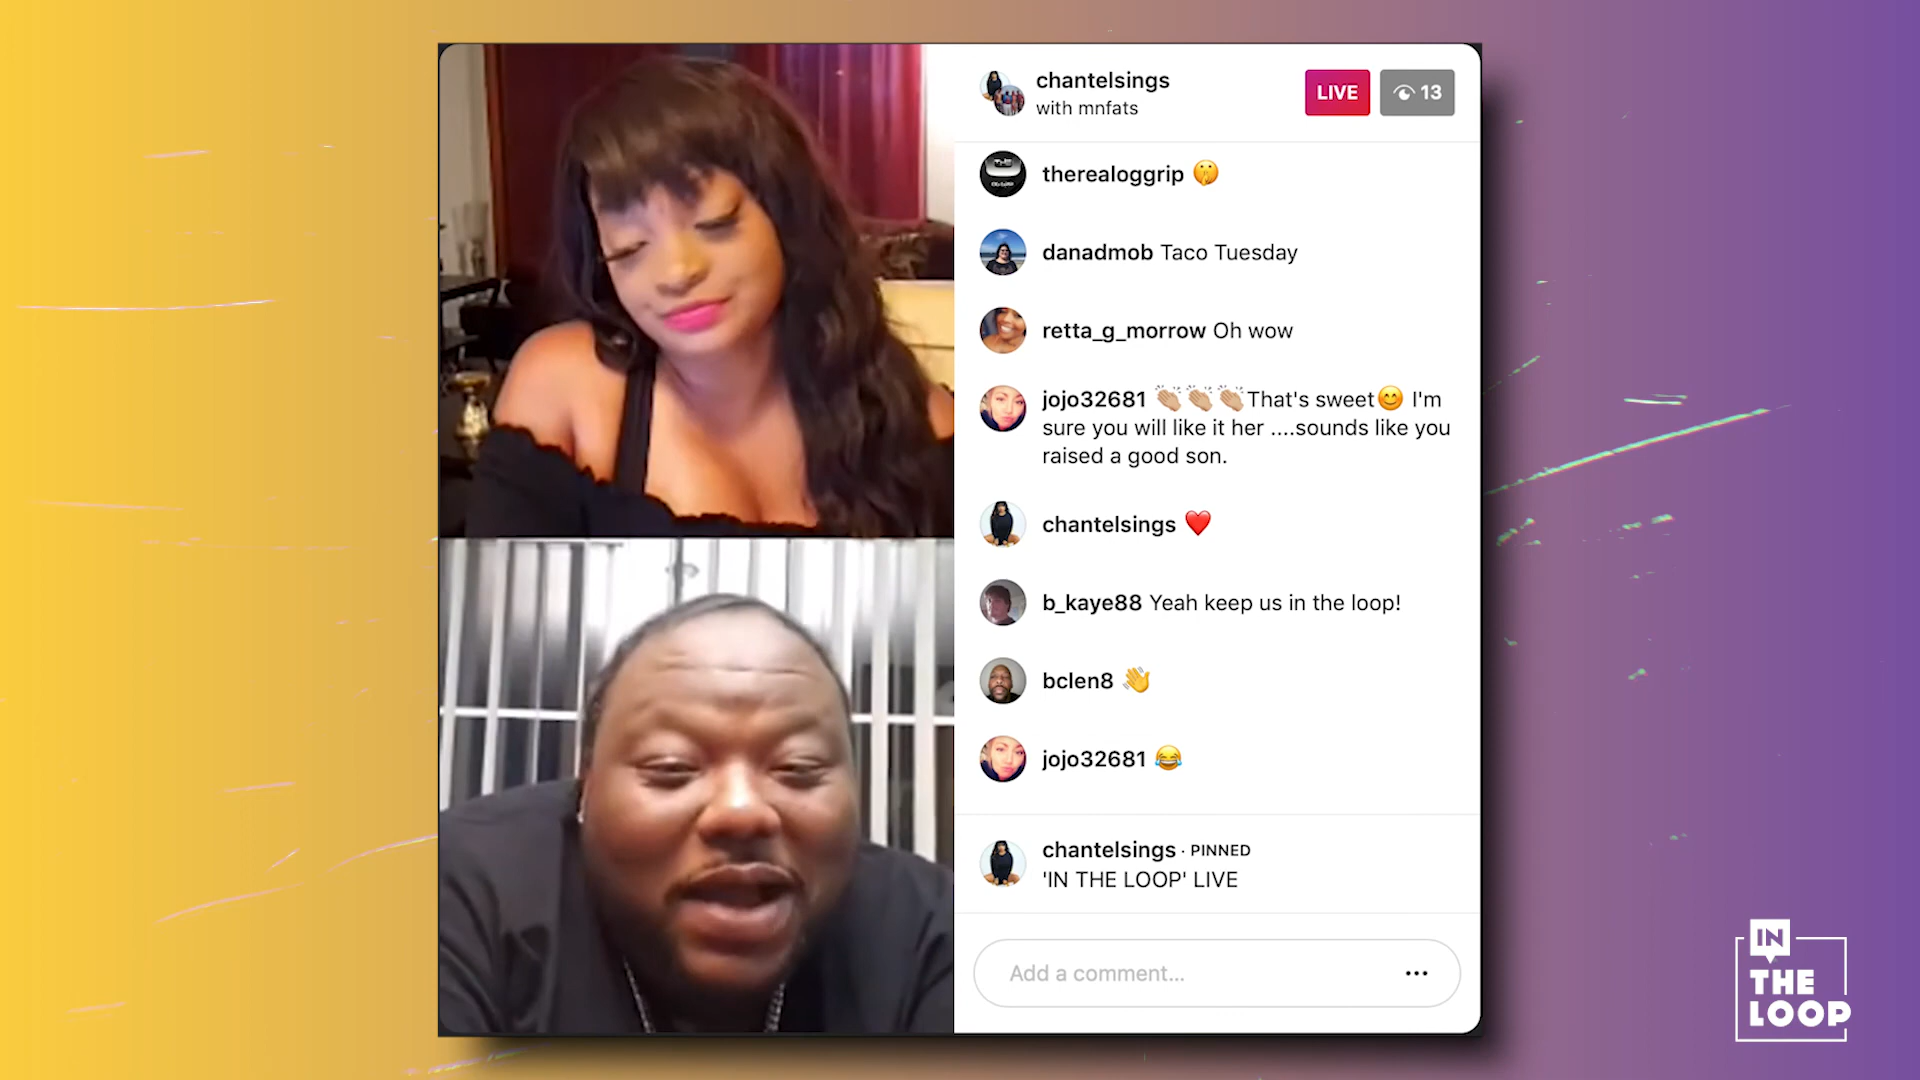 chantelsings
with mnfats
LIVE
13
therealoggrip 🤫
danadmob Taco Tuesday
retta_g_morrow Oh wow
jojo32681 👏🏼👏🏼👏🏼That's sweet😊 I'm
sure you will like it her ....sounds like you
raised a good son.
chantelsings ❤️
b_kaye88 Yeah keep us in the loop!
bclen8 👋
jojo32681 😂
chantelsings · PINNED
'IN THE LOOP' LIVE
Add a comment...
IN
THE
LOOP